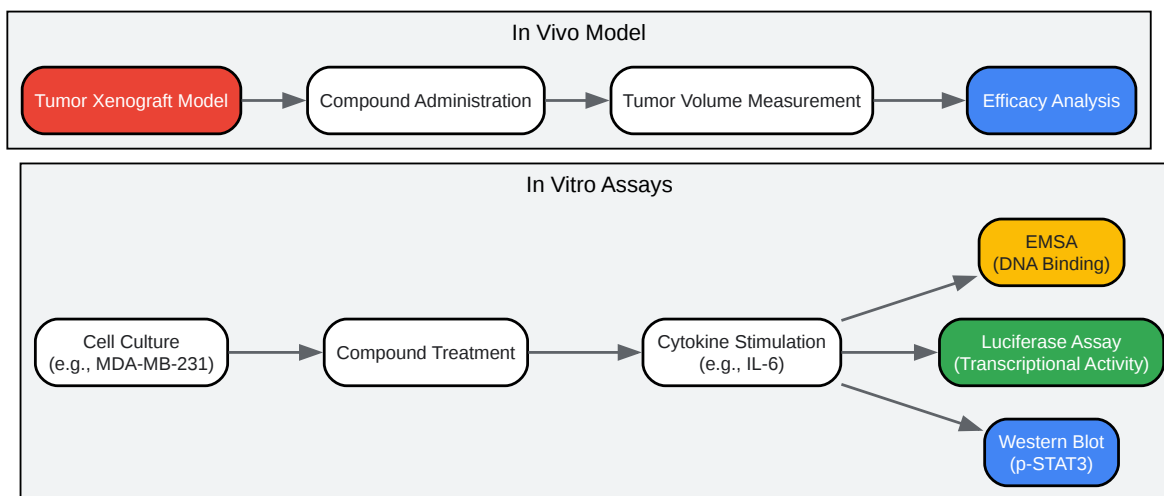 In Vivo Model
Tumor Xenograft Model
Compound Administration
Tumor Volume Measurement
Efficacy Analysis
In Vitro Assays
Cell Culture
(e.g., MDA-MB-231)
Compound Treatment
Cytokine Stimulation
(e.g., IL-6)
EMSA
(DNA Binding)
Luciferase Assay
(Transcriptional Activity)
Western Blot
(p-STAT3)